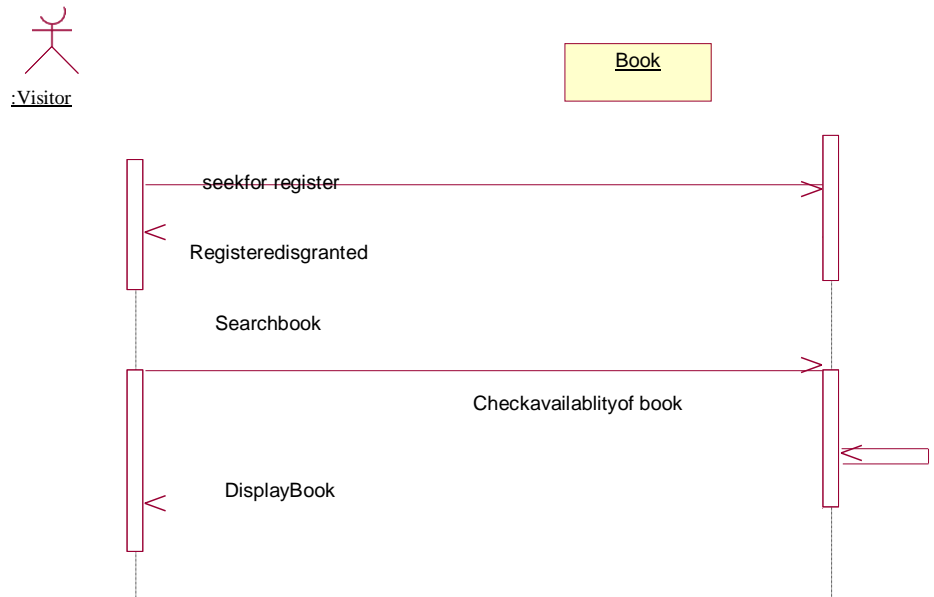 Book
:Visitor
seekfor register
Registeredisgranted
Searchbook
Checkavailablityof book
DisplayBook